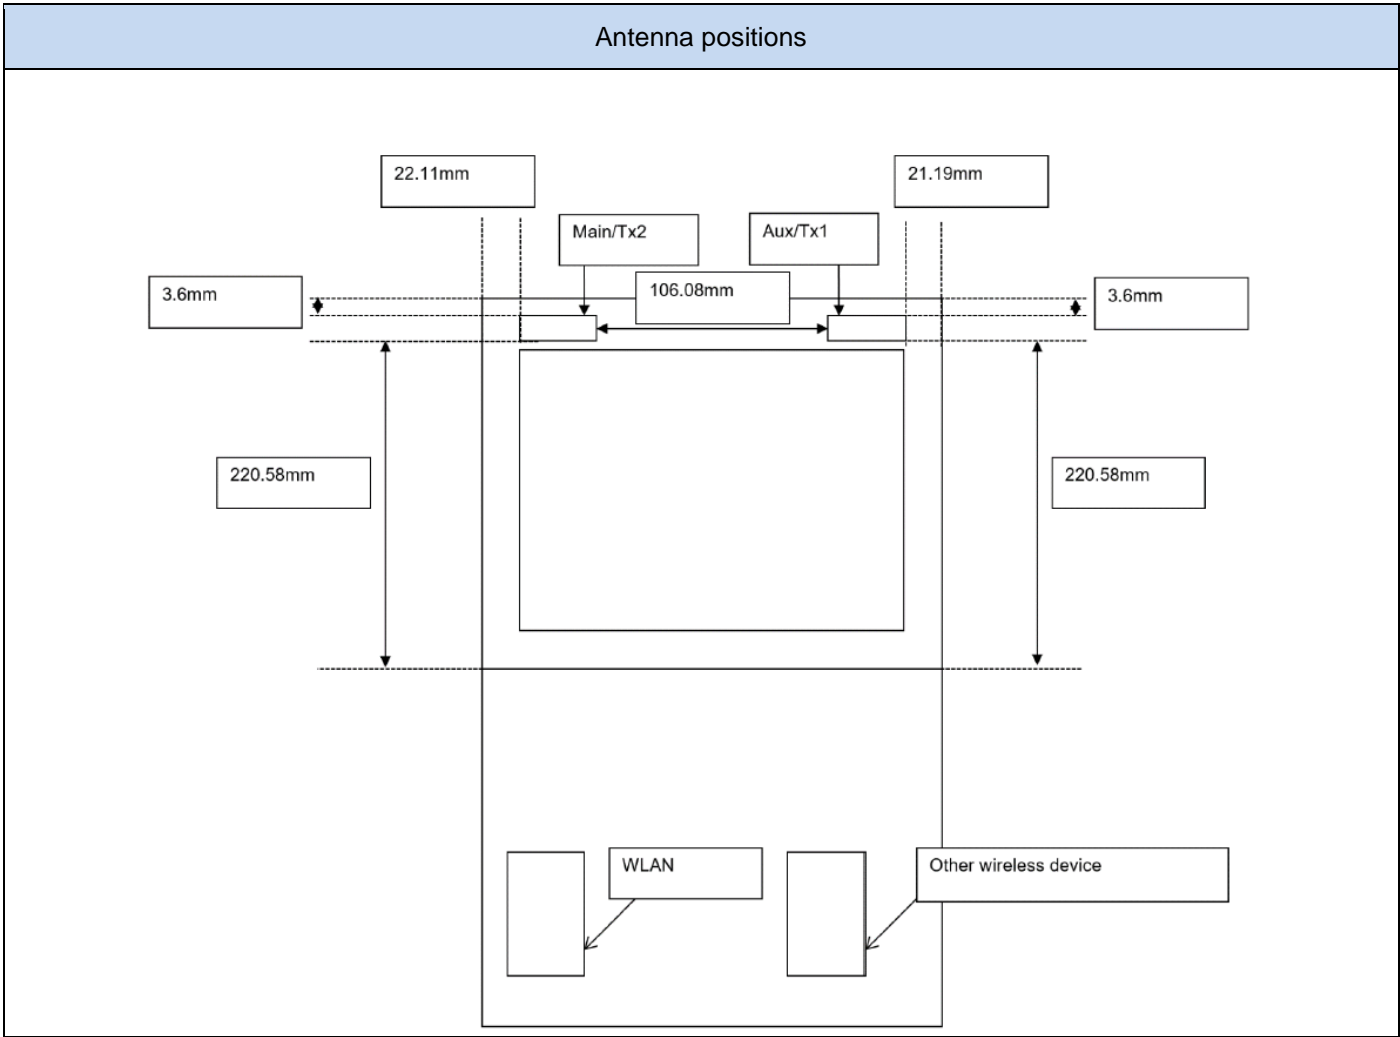 Antenna positions
22.11mm
21.19mm
Main/Tx2
Aux/Tx1
3.6mm
106.08mm
3.6mm
220.58mm
220.58mm
WLAN
Other wireless device